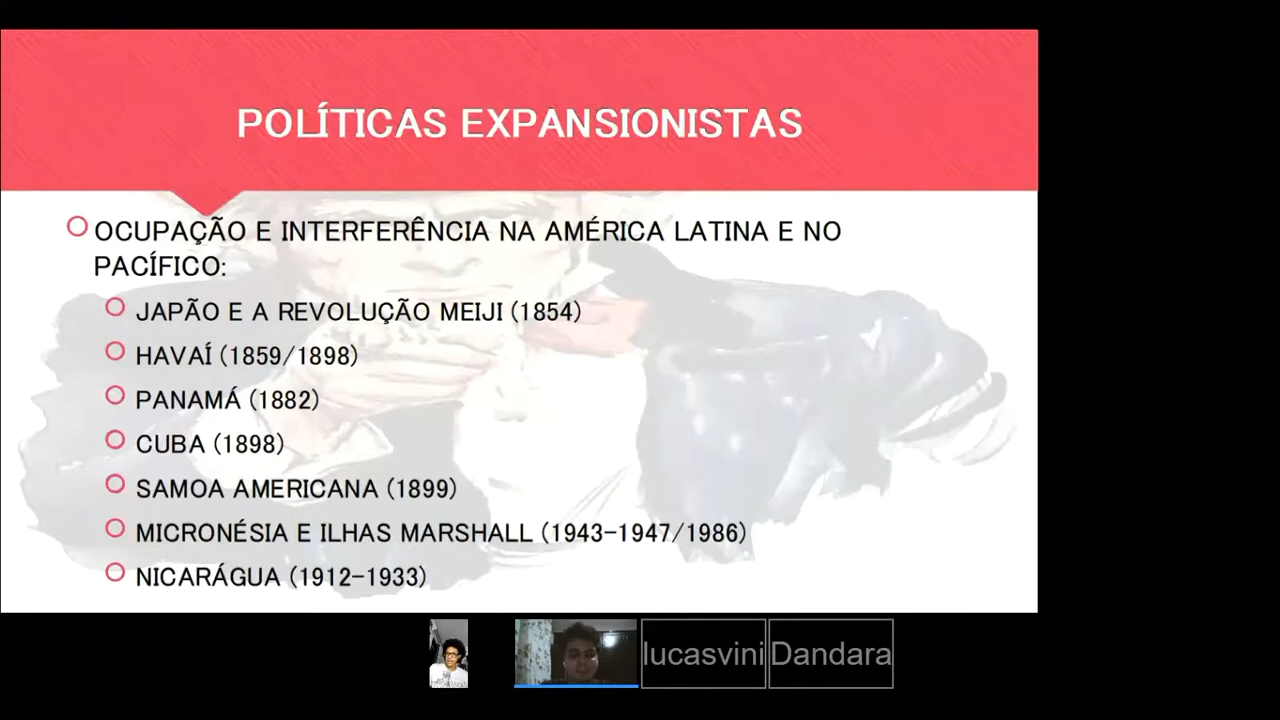 POLÍTICAS EXPANSIONISTAS
OCUPAÇÃO E INTERFERÊNCIA NA AMÉRICA LATINA E NO
PACÍFICO:
JAPÃO E A REVOLUÇÃO MEIJI (1854)
HAVAÍ (1859/1898)
PANAMÁ (1882)
CUBA (1898)
SAMOA AMERICANA (1899)
MICRONÉSIA E ILHAS MARSHALL (1943-1947/1986)
NICARÁGUA (1912-1933)
lucasvini Dandara